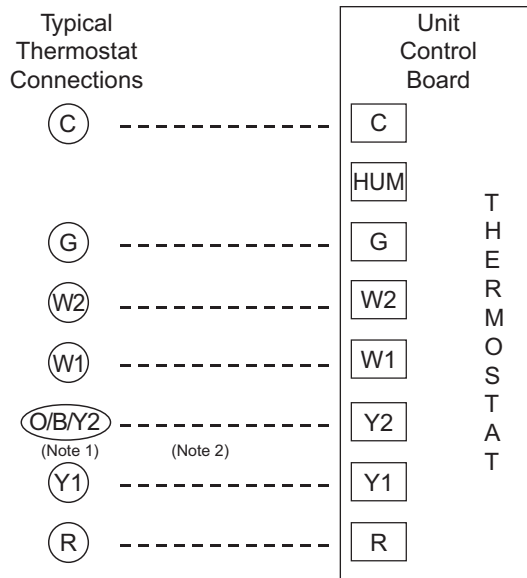 Typical
Thermostat
Connections
Unit
Control
Board
C
C
HUM
G
G
W2
W2
W1
W1
O/B/Y2
Y2
(Note 1)
(Note 2)
Y1
Y1
R
R
THERMOSTAT